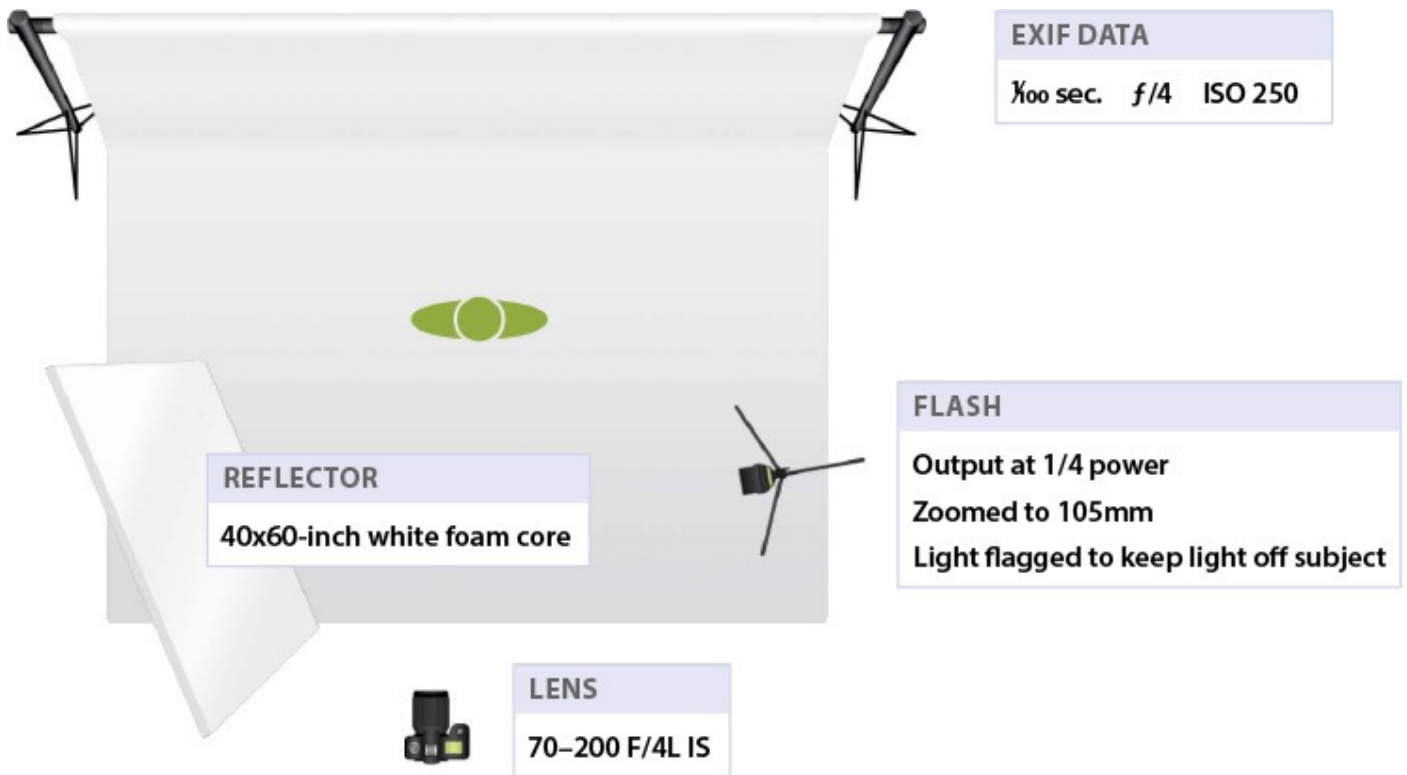 EXIF DATA
1/100 sec. ƒ/4 ISO 250
FLASH
Output at 1/4 power
Zoomed to 105mm
Light flagged to keep light off subject
REFLECTOR
40x60-inch white foam core
LENS
70–200 F/4L IS